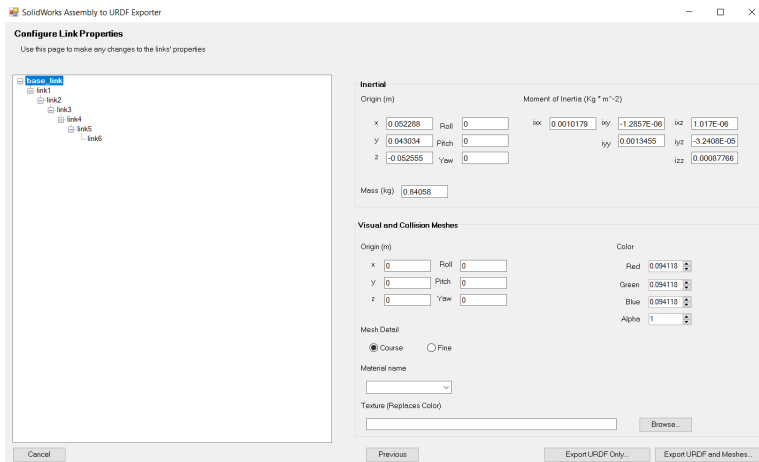 SolidWorks Assembly to URDF Exporter
Configure Link Properties
Use this page to make any changes to the links' properties
base_link
link1
link2
link3
link4
link5
link6
Inertial
Origin (m)
Moment of Inertia (Kg * m^-2)
x 0.052288 Roll 0
ixx 0.0010179 ixy -1.2857E-06 ixz 1.017E-06
y 0.043034 Pitch 0
iyy 0.0013455 iyz -3.2408E-05
z -0.052555 Yaw 0
izz 0.00087766
Mass (kg) 0.84058
Visual and Collision Meshes
Origin (m)
x 0 Roll 0
y 0 Pitch 0
z 0 Yaw 0
Color
Red 0.094118
Green 0.094118
Blue 0.094118
Alpha 1
Mesh Detail
Course Fine
Material name
Texture (Replaces Color)
Browse...
Cancel Previous Export URDF Only... Export URDF and Meshes...